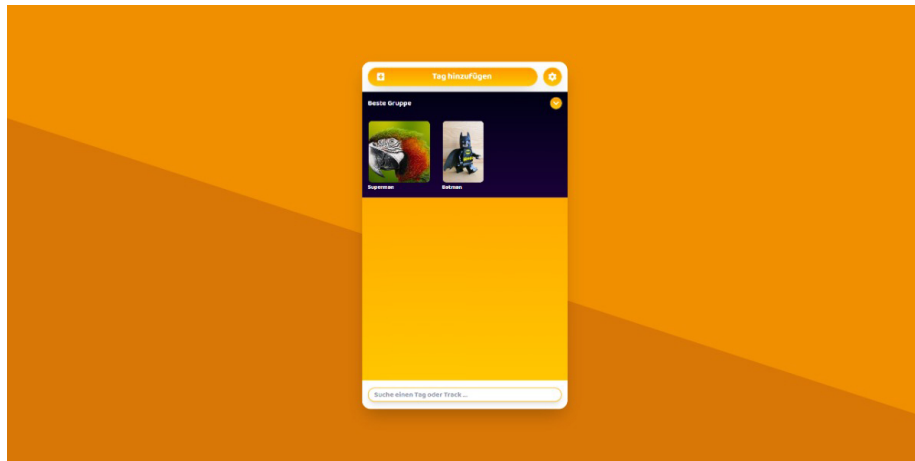 Tag hinzufügen
Beste Gruppe
Superman
Batman
Suche einen Tag oder Track...